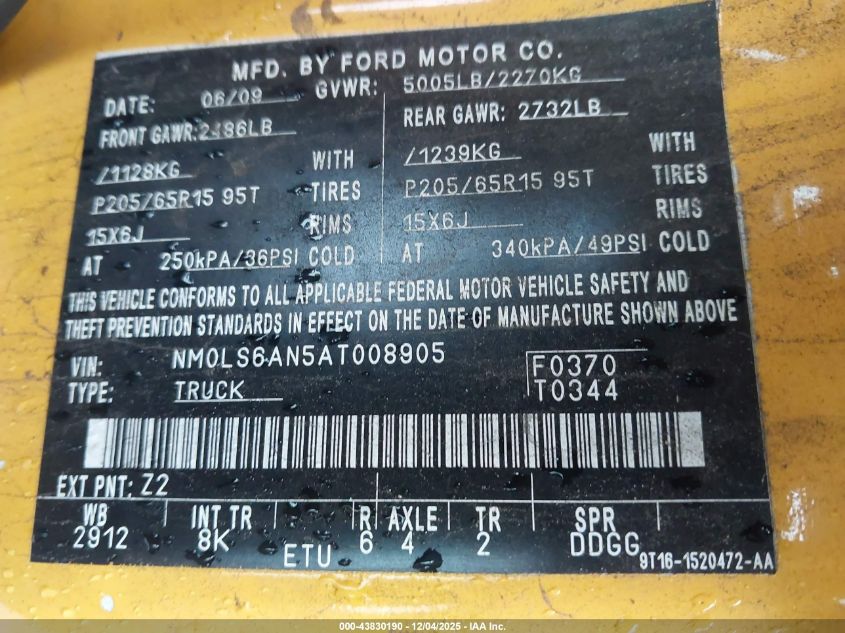 MFD. BY FORD MOTOR CO.
DATE: 06/09 GVWR: 5005LB/2270KG
FRONT GAWR: 2486LB REAR GAWR: 2732LB
/1128KG WITH /1239KG WITH
P205/65R15 95T TIRES P205/65R15 95T TIRES
15X6J RIMS 15X6J RIMS
AT 250kPA/36PSI COLD AT 340kPA/49PSI COLD
THIS VEHICLE CONFORMS TO ALL APPLICABLE FEDERAL MOTOR VEHICLE SAFETY AND
THEFT PREVENTION STANDARDS IN EFFECT ON THE DATE OF MANUFACTURE SHOWN ABOVE
VIN: NM0LS6AN5AT008905 F0370
TYPE: TRUCK T0344
EXT PNT: Z2
WB INT TR R AXLE TR SPR
2912 8K 6 4 2 DDGG
ETU
9T16-1520472-AA
000-43830190 - 12/04/2025 - IAA Inc.